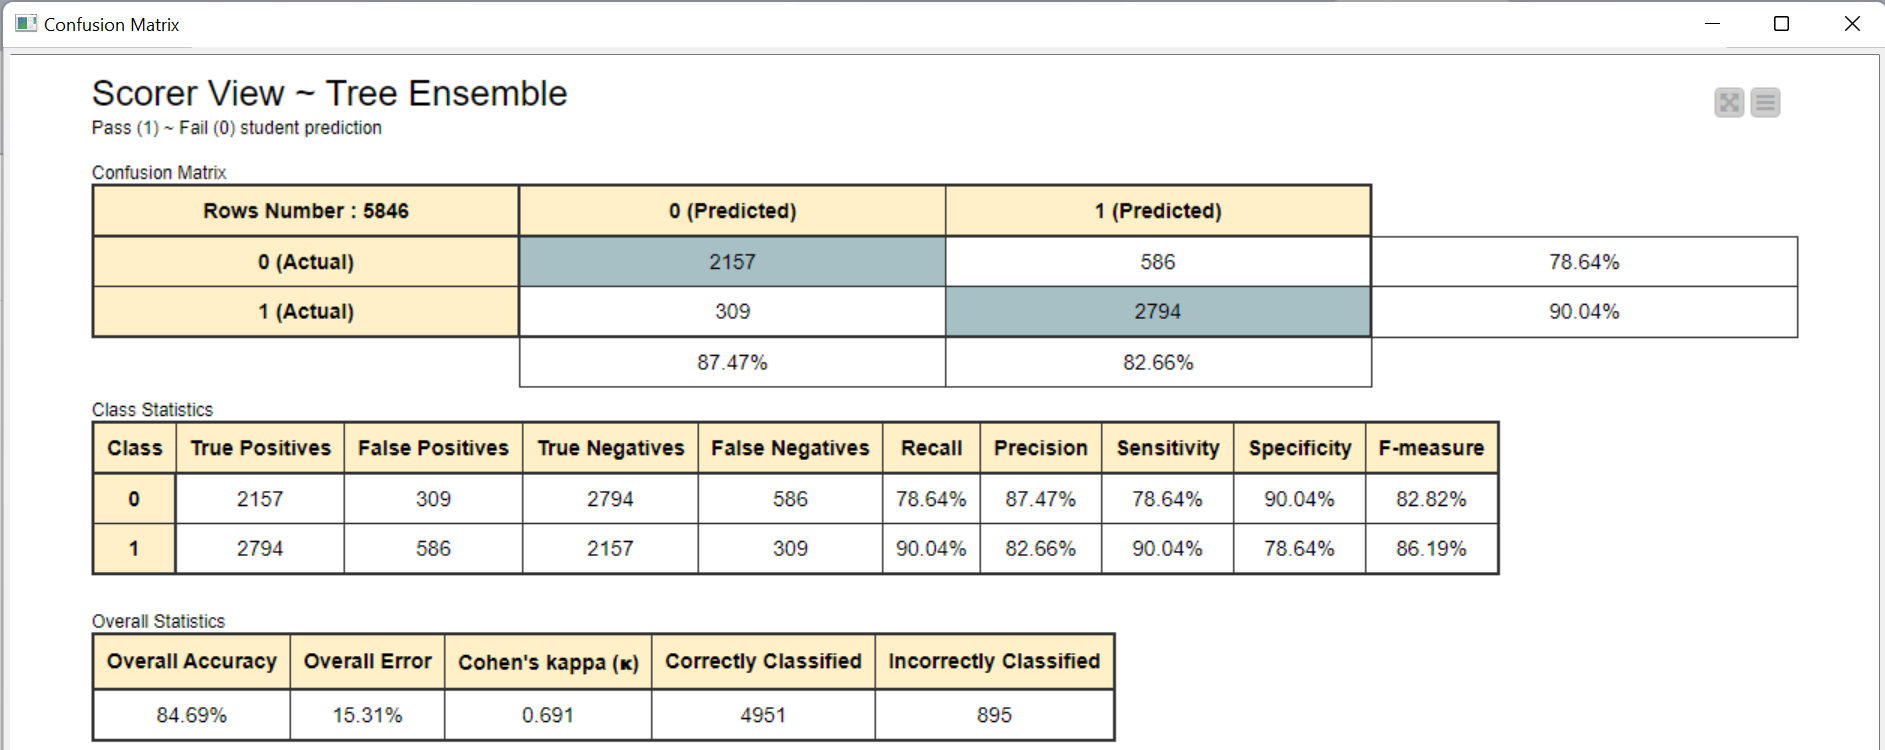 Confusion Matrix
Scorer View ~ Tree Ensemble
Pass (1) ~ Fail (0) student prediction
Confusion Matrix
Rows Number : 5846 0 (Predicted) 1 (Predicted)
0 (Actual) 2157 586 78.64%
1 (Actual) 309 2794 90.04%
87.47% 82.66%
Class Statistics
Class True Positives False Positives True Negatives False Negatives Recall Precision Sensitivity Specificity F-measure
0 2157 309 2794 586 78.64% 87.47% 78.64% 90.04% 82.82%
1 2794 586 2157 309 90.04% 82.66% 90.04% 78.64% 86.19%
Overall Statistics
Overall Accuracy Overall Error Cohen's kappa (κ) Correctly Classified Incorrectly Classified
84.69% 15.31% 0.691 4951 895